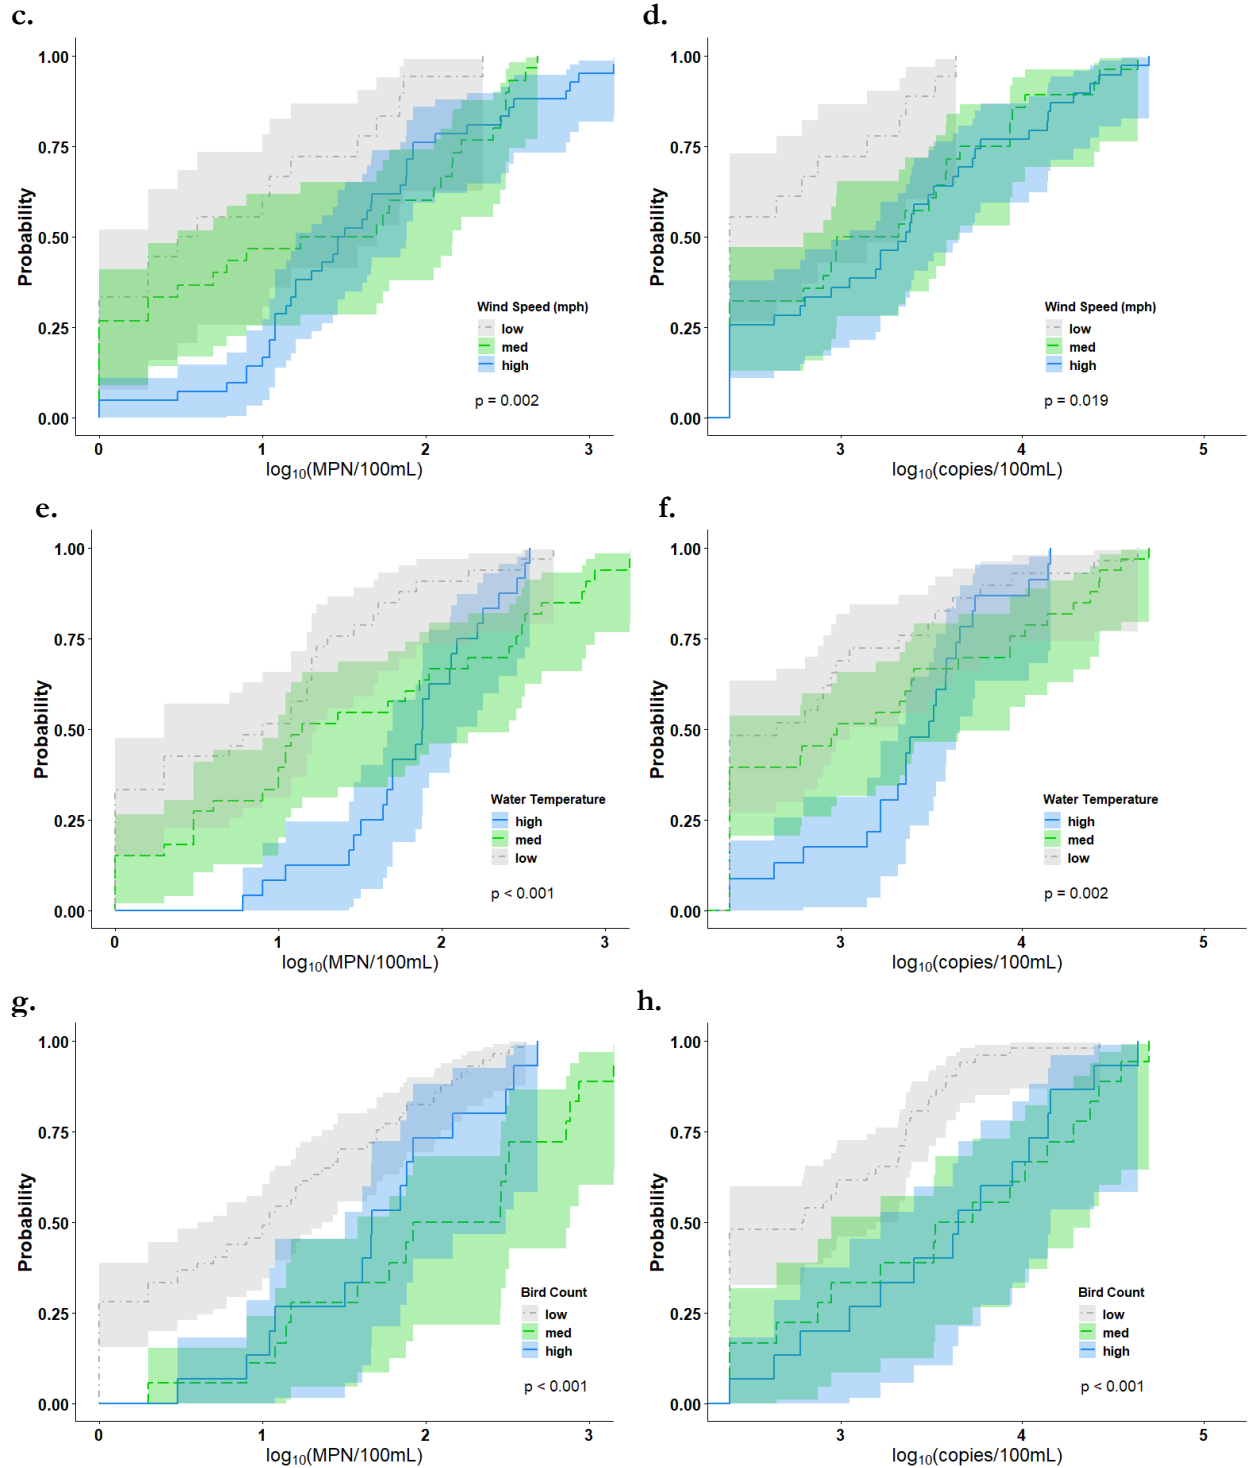 c.
d.
1.00
0.75
0.50
0.25
0.00
Probability
Wind Speed (mph)
low
med
high
p = 0.002
0 1 2 3
log10(MPN/100mL)
1.00
0.75
0.50
0.25
0.00
Probability
Wind Speed (mph)
low
med
high
p = 0.019
3 4 5
log10(copies/100mL)
e.
f.
1.00
0.75
0.50
0.25
0.00
Probability
Water Temperature
high
med
low
p < 0.001
0 1 2 3
log10(MPN/100mL)
1.00
0.75
0.50
0.25
0.00
Probability
Water Temperature
high
med
low
p = 0.002
3 4 5
log10(copies/100mL)
g.
h.
1.00
0.75
0.50
0.25
0.00
Probability
Bird Count
low
med
high
p < 0.001
0 1 2 3
log10(MPN/100mL)
1.00
0.75
0.50
0.25
0.00
Probability
Bird Count
low
med
high
p < 0.001
3 4 5
log10(copies/100mL)